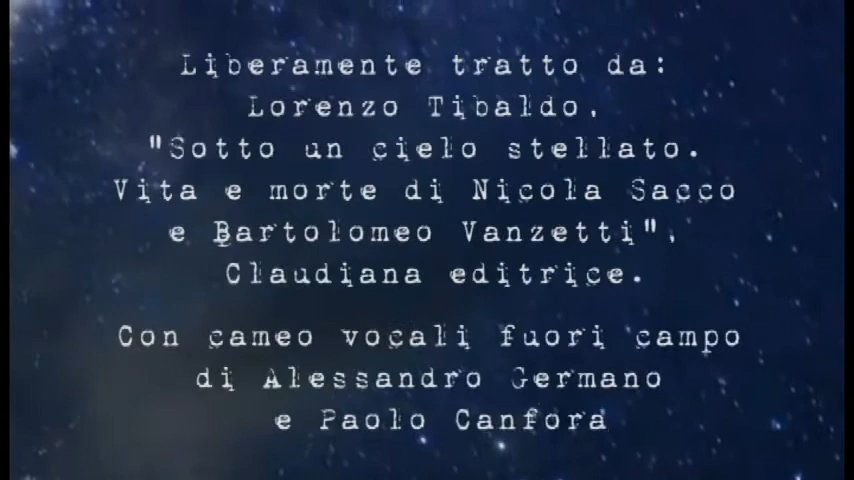 Liberamente tratto da:
Lorenzo Tibaldo,
"Sotto un cielo stellato.
Vita e morte di Nicola Sacco
e Bartolomeo Vanzetti",
Claudiana editrice.
Con cameo vocali fuori campo
di Alessandro Germano
e Paolo Canfora